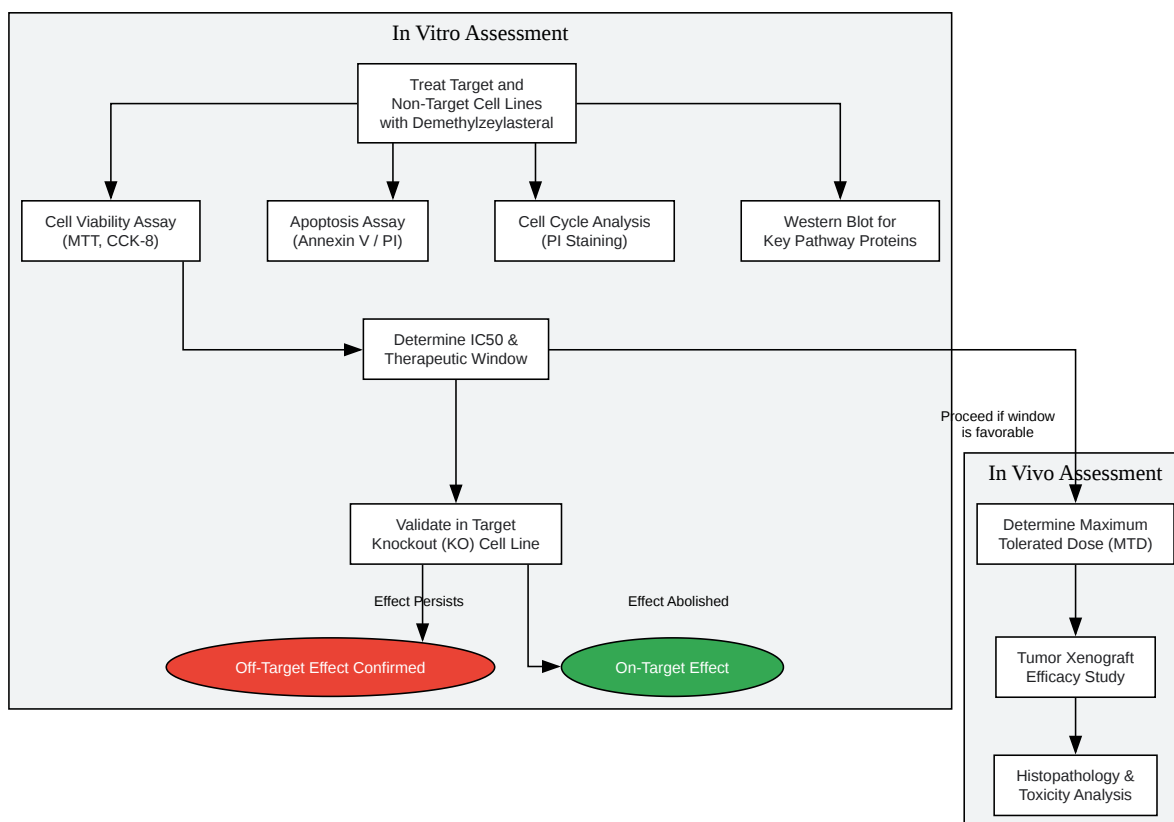 In Vitro Assessment
Treat Target and
Non-Target Cell Lines
with Demethylzeylasteral
Cell Viability Assay
(MTT, CCK-8)
Apoptosis Assay
(Annexin V / PI)
Cell Cycle Analysis
(PI Staining)
Western Blot for
Key Pathway Proteins
Determine IC50 &
Therapeutic Window
Proceed if window
is favorable
Validate in Target
Knockout (KO) Cell Line
Effect Persists
Effect Abolished
Off-Target Effect Confirmed
On-Target Effect
In Vivo Assessment
Determine Maximum
Tolerated Dose (MTD)
Tumor Xenograft
Efficacy Study
Histopathology &
Toxicity Analysis